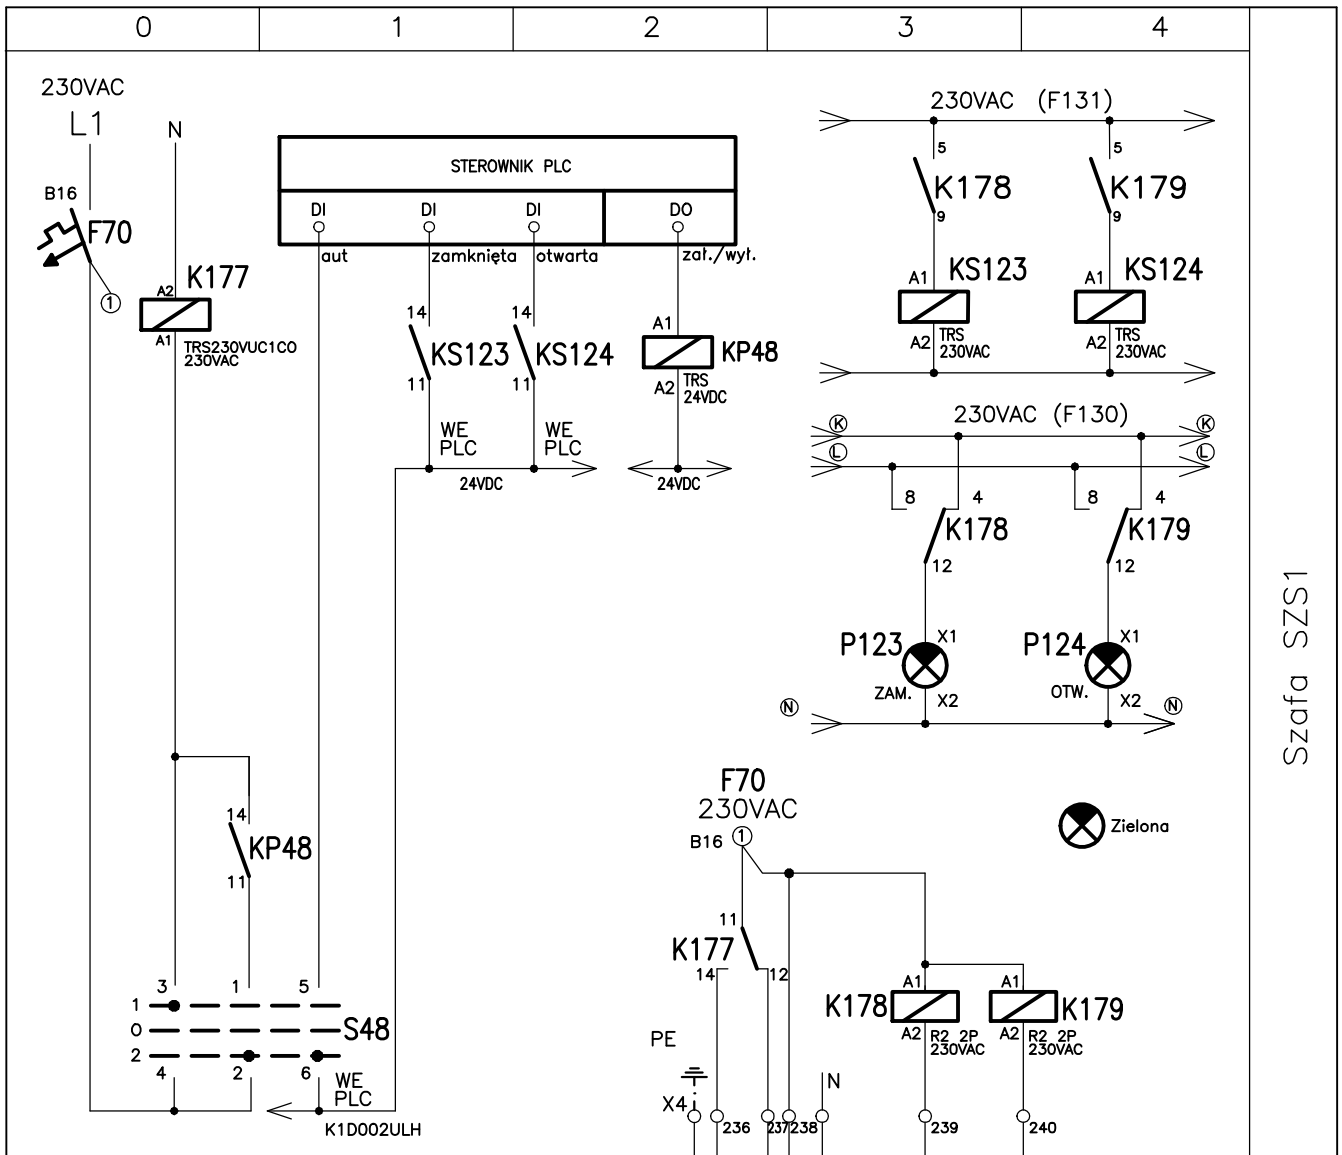 0 1 2 3 4
230VAC
L1
N
B16
F70
1
K177
A2
A1
TRS230VUC1CO
230VAC
STEROWNIK PLC
DI DI DI DO
aut zamknięta otwarta zał./wył.
14 14
KS123 KS124
11 11
A1
KP48
A2 TRS
24VDC
WE
PLC
WE
PLC
24VDC 24VDC
230VAC (F131)
5 5
K178 K179
9 9
A1 KS123 A1 KS124
A2 TRS
230VAC
A2 TRS
230VAC
230VAC (F130)
K K
L L
8 4 8 4
K178 K179
12 12
P123 X1 P124 X1
ZAM. X2 OTW. X2
N N
Szafa SZS1
14
KP48
11
3 1 5
1
0 S48
2
4 2 6
WE
PLC
K1D002ULH
F70
230VAC
B16 1
Zielona
11
K177
14 12
A1 A1
K178 K179
A2 R2 2P
230VAC
A2 R2 2P
230VAC
PE
N
X4
236 237 238 239 240